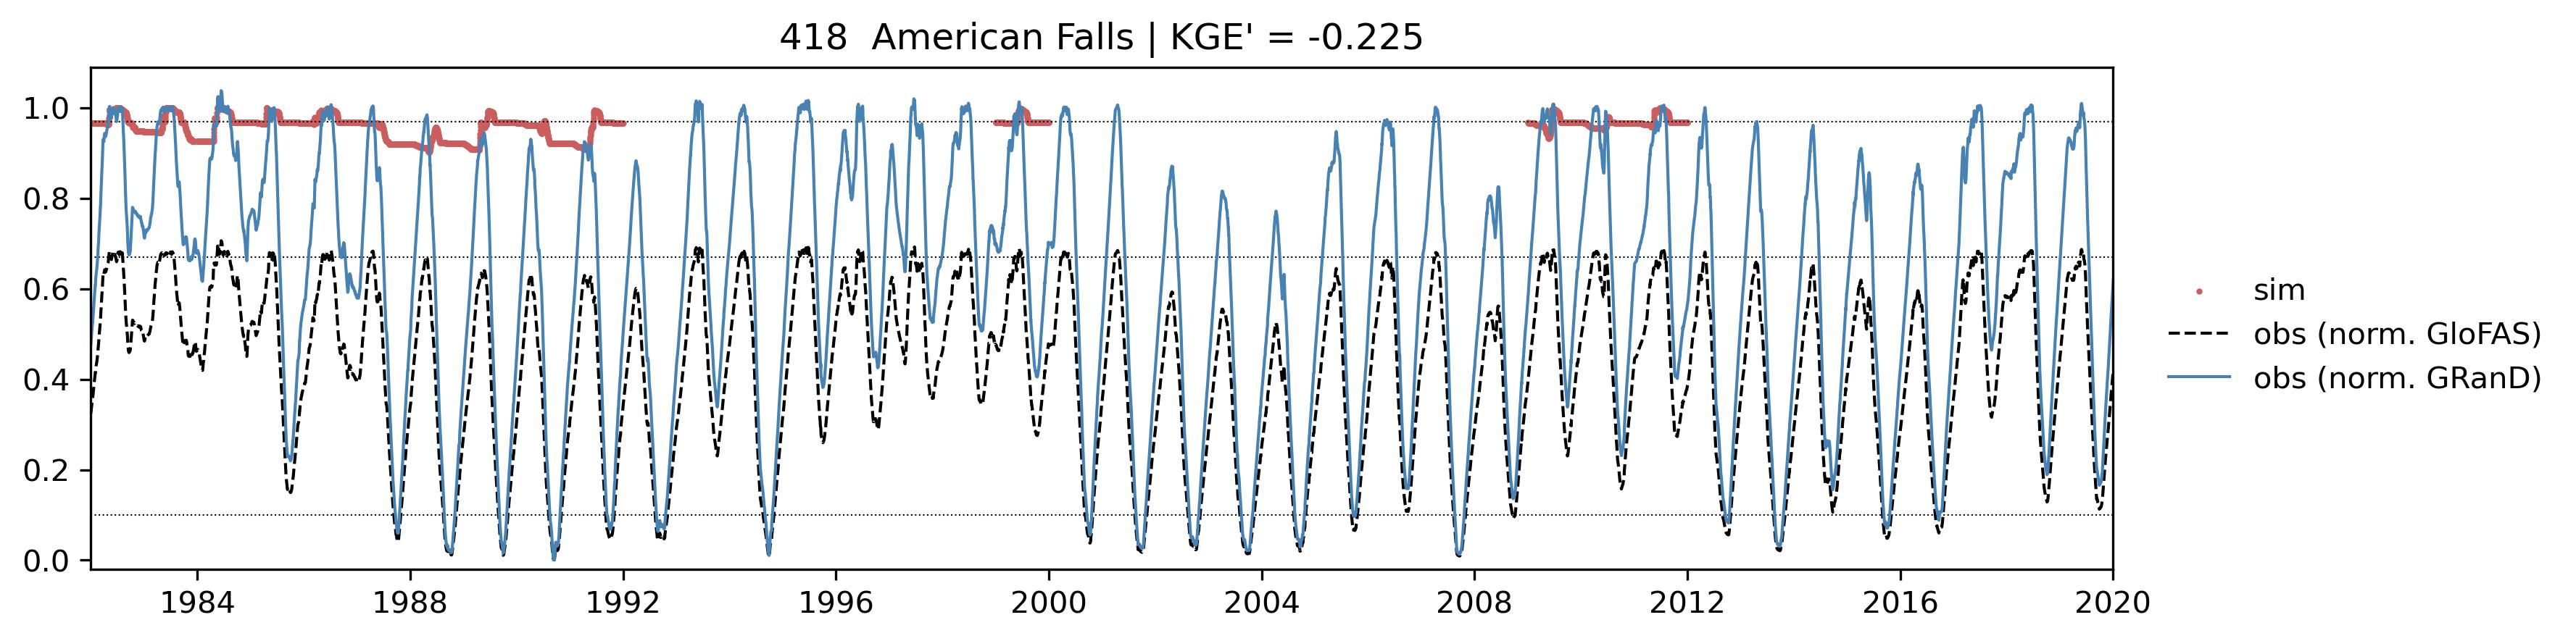 418  American Falls | KGE' = -0.225
1.0
0.8
0.6
0.4
0.2
0.0
1984 1988 1992 1996 2000 2004 2008 2012 2016 2020
sim
obs (norm. GloFAS)
obs (norm. GRanD)